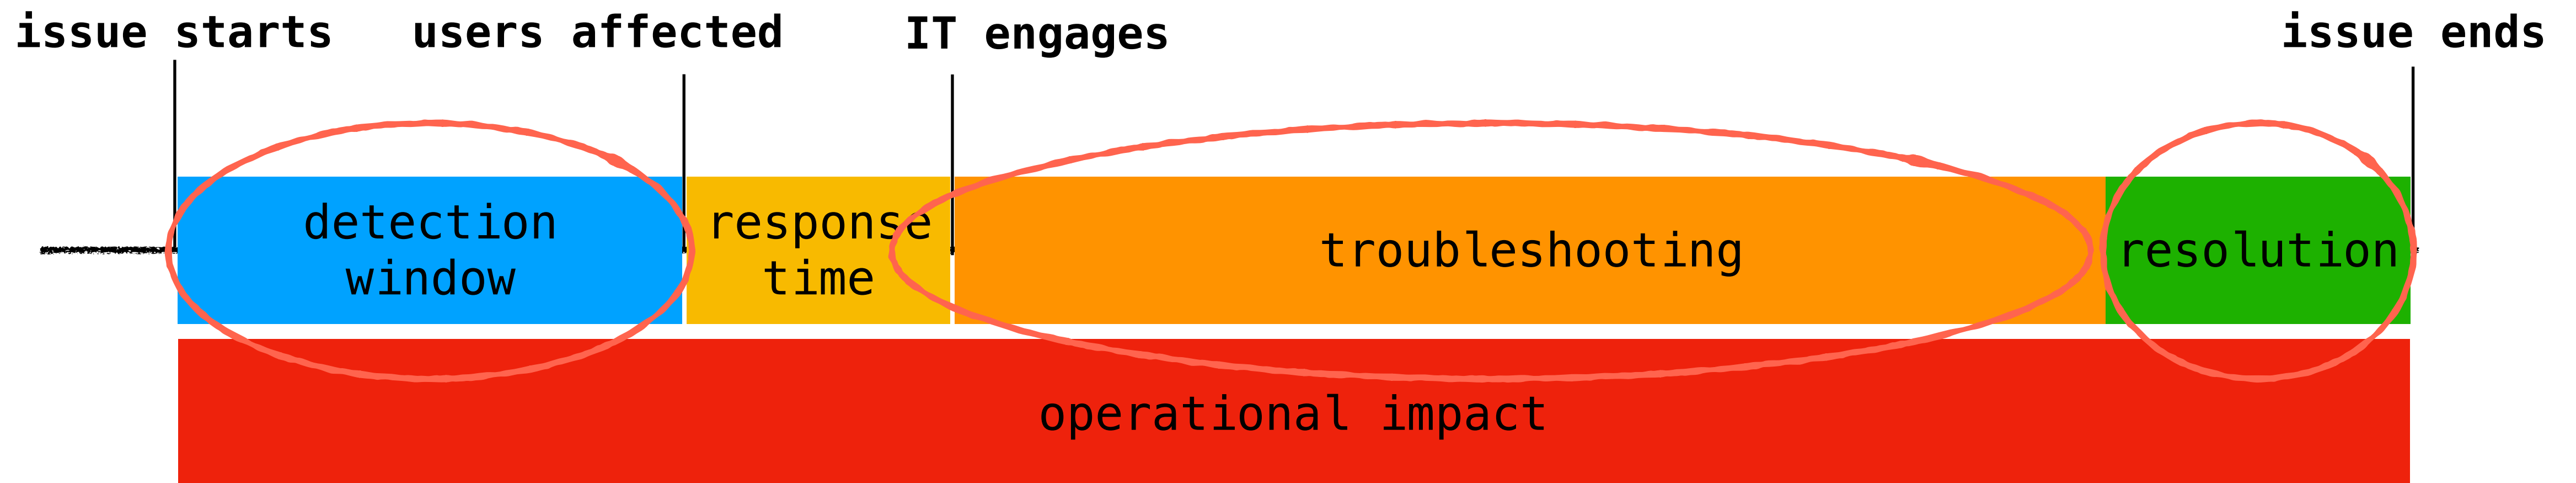 issue starts
users affected
IT engages
issue ends
detection
window
response
time
troubleshooting
resolution
operational impact